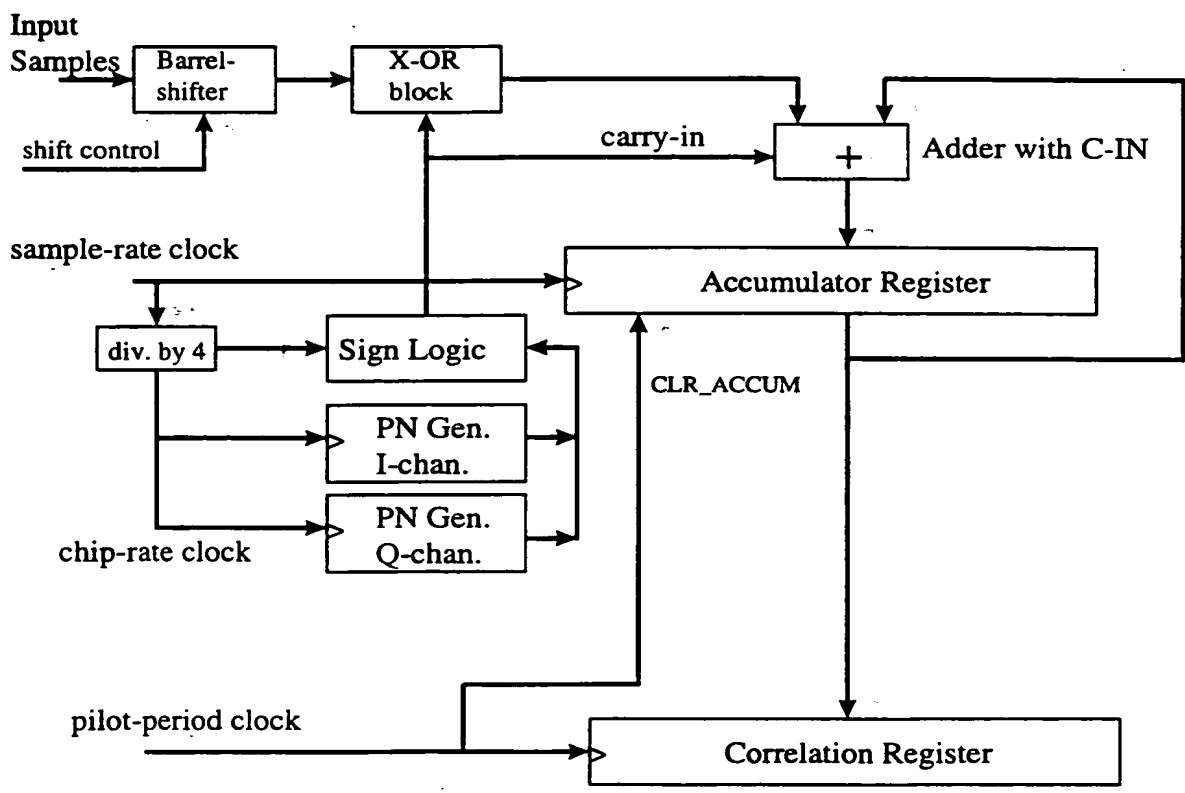 Input
Samples
Barrel-
shifter
X-OR
block
shift control
carry-in
+
Adder with C-IN
sample-rate clock
Accumulator Register
div. by 4
Sign Logic
CLR_ACCUM
PN Gen.
I-chan.
PN Gen.
Q-chan.
chip-rate clock
pilot-period clock
Correlation Register